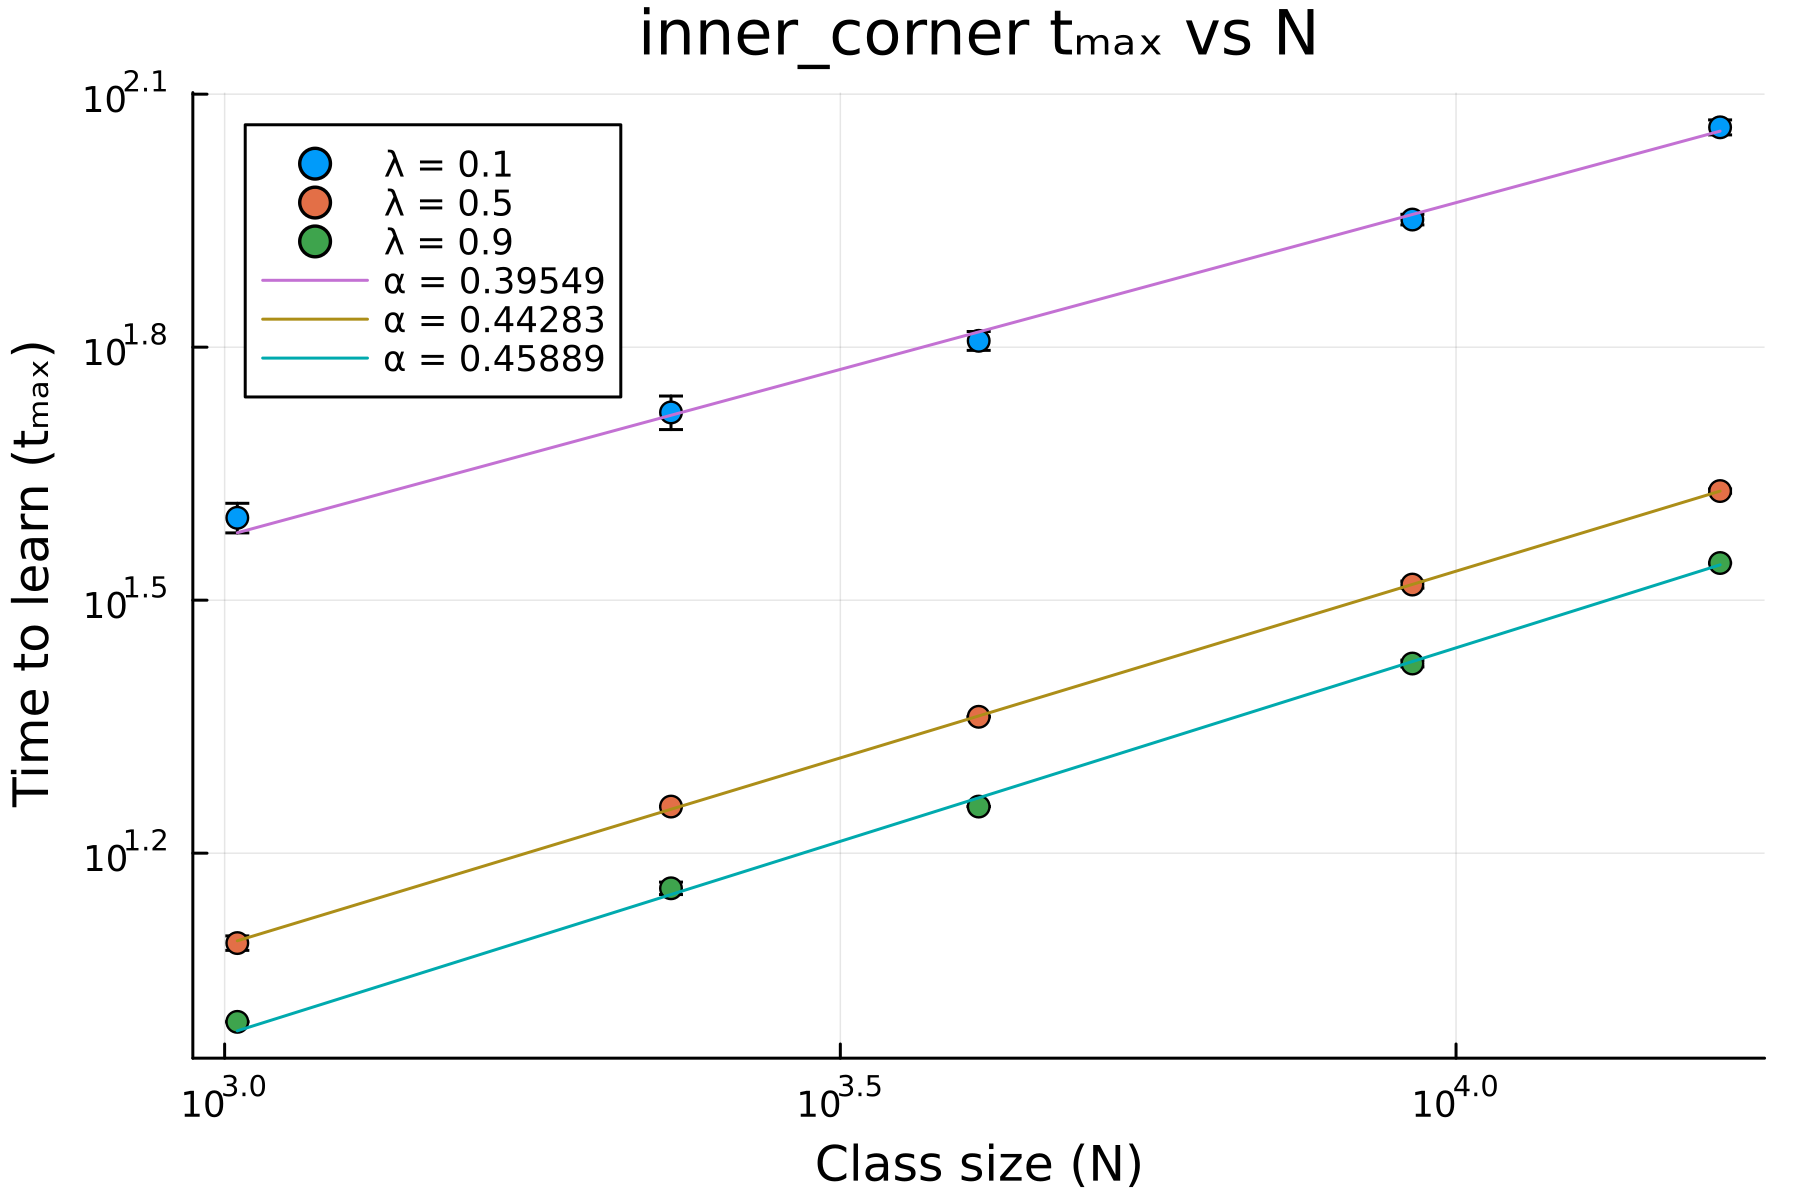 inner_corner tₘₐₓ vs N
10^2.1
10^1.8
10^1.5
10^1.2
Time to learn (tₘₐₓ)
λ = 0.1
λ = 0.5
λ = 0.9
α = 0.39549
α = 0.44283
α = 0.45889
10^3.0
10^3.5
10^4.0
Class size (N)